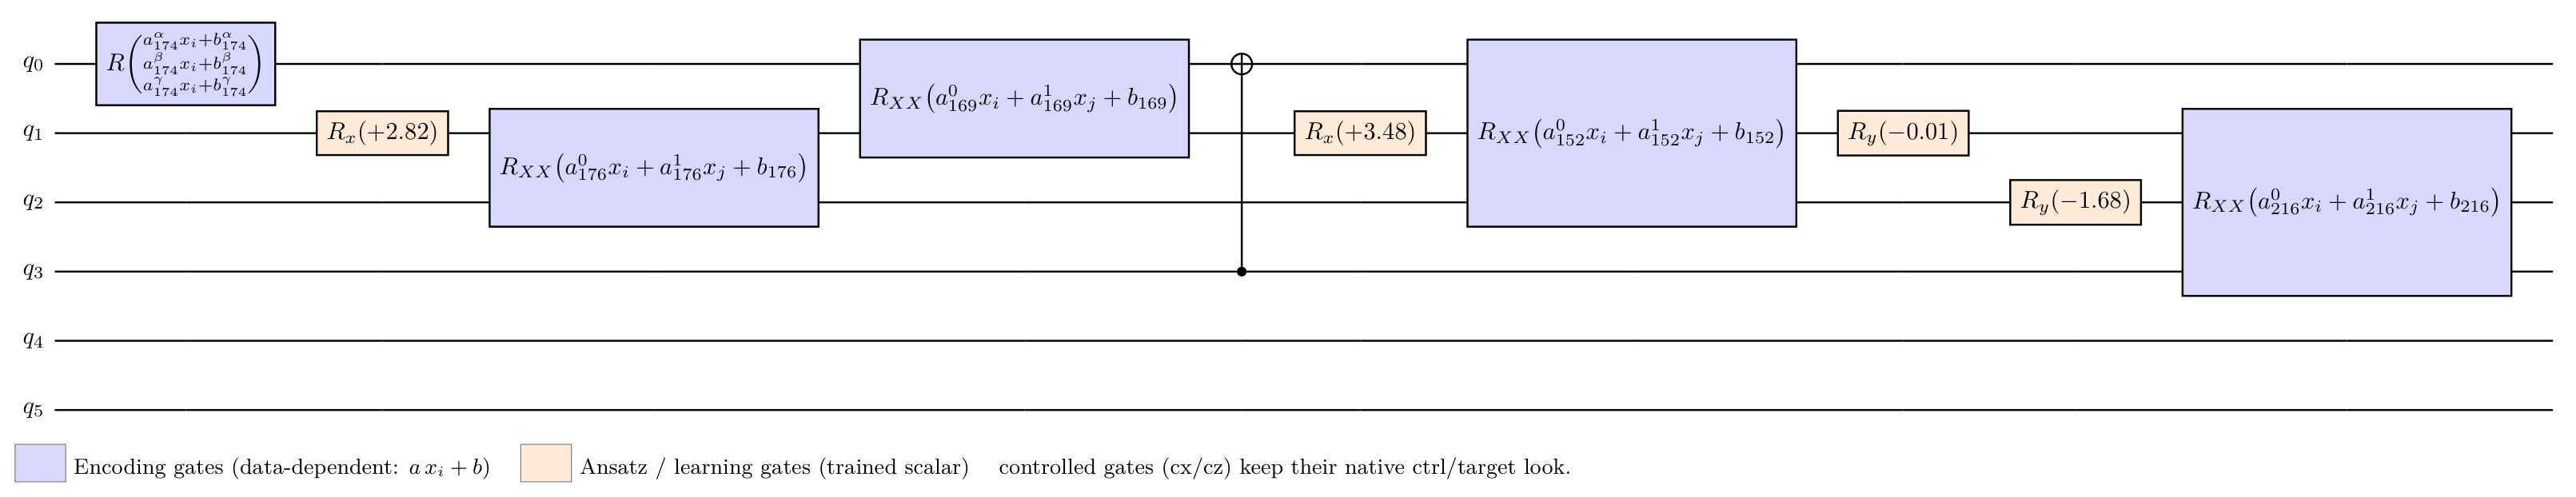 q₀ R(a^α_174 x_i + b^α_174
a^β_174 x_i + b^β_174
a^γ_174 x_i + b^γ_174) R_XX(a^0_169 x_i + a^1_169 x_j + b_169)
q₁ R_x(+2.82) R_x(+3.48) R_XX(a^0_152 x_i + a^1_152 x_j + b_152) R_y(−0.01)
R_XX(a^0_176 x_i + a^1_176 x_j + b_176)
q₂ R_y(−1.68) R_XX(a^0_216 x_i + a^1_216 x_j + b_216)
q₃
q₄
q₅
Encoding gates (data-dependent: a x_i + b) Ansatz / learning gates (trained scalar) controlled gates (cx/cz) keep their native ctrl/target look.